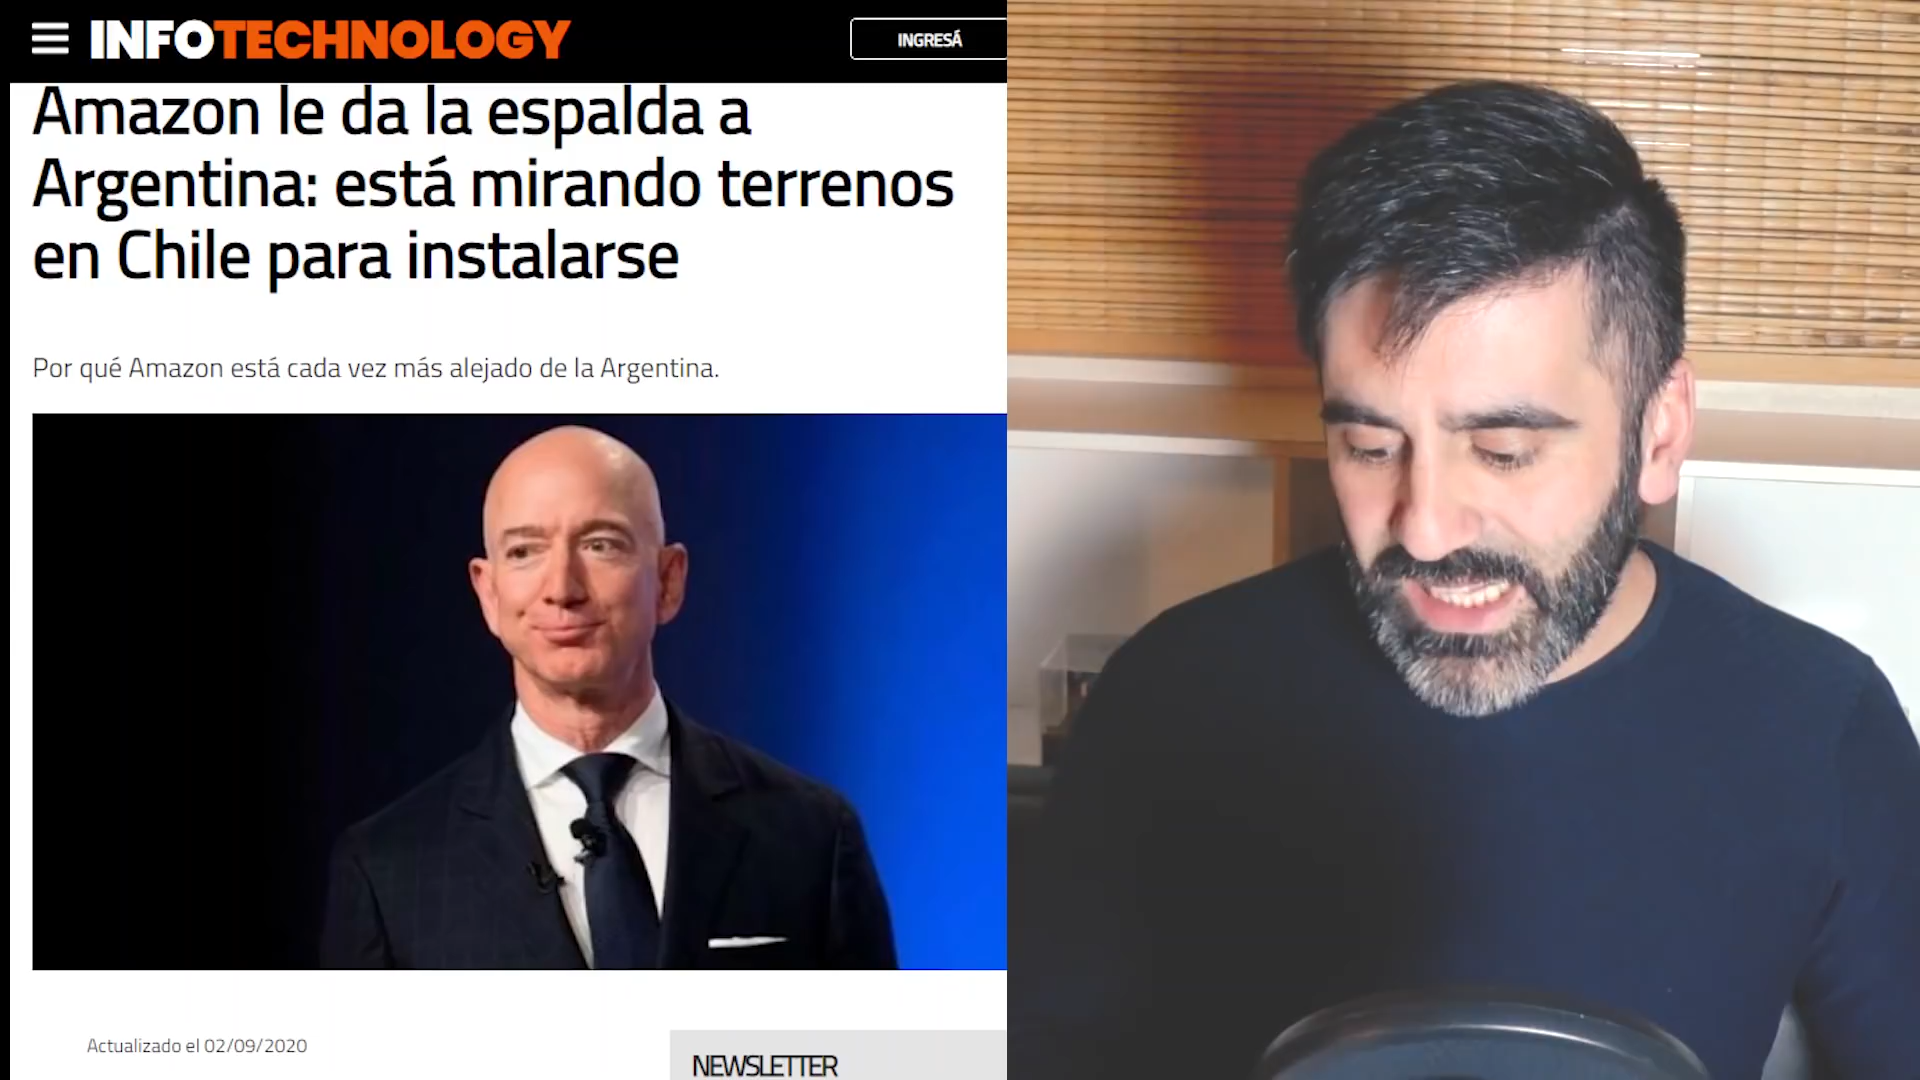 INFOTECHNOLOGY
INGRESÁ
Amazon le da la espalda a
Argentina: está mirando terrenos
en Chile para instalarse
Por qué Amazon está cada vez más alejado de la Argentina.
Actualizado el 02/09/2020
NEWSLETTER